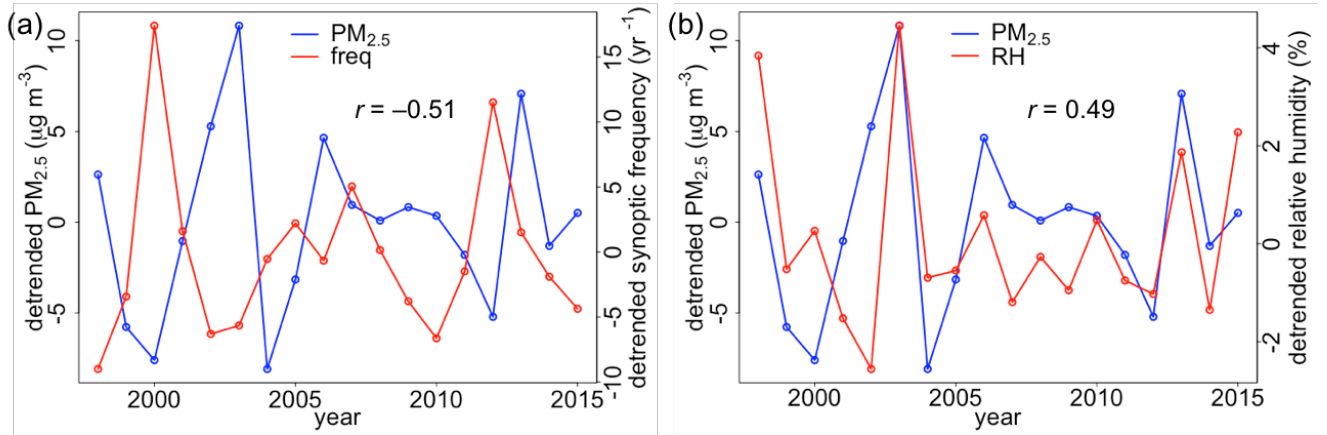 (a)
PM2.5
freq
r = –0.51
detrended PM2.5 (μg m-3)
10
5
0
-5
detrended synoptic frequency (yr -1)
15
10
5
0
-5
-10
2000
2005
2010
2015
year
(b)
PM2.5
RH
r = 0.49
detrended PM2.5 (μg m-3)
10
5
0
-5
detrended relative humidity (%)
4
2
0
-2
2000
2005
2010
2015
year